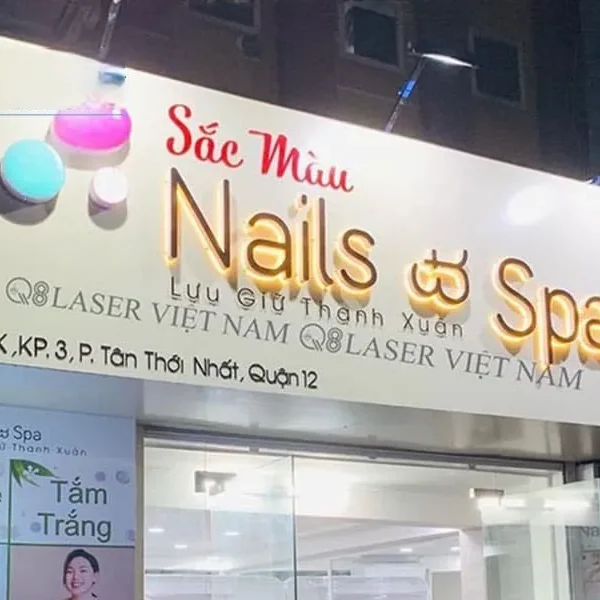 Sắc Màu
Nails & Spa
Lưu Giữ Thanh Xuân
Q8 LASER VIỆT NAM Q8 LASER VIỆT NAM
K, KP. 3, P. Tân Thới Nhất, Quận 12
& Spa
Thanh Xuân
Tắm
Trắng